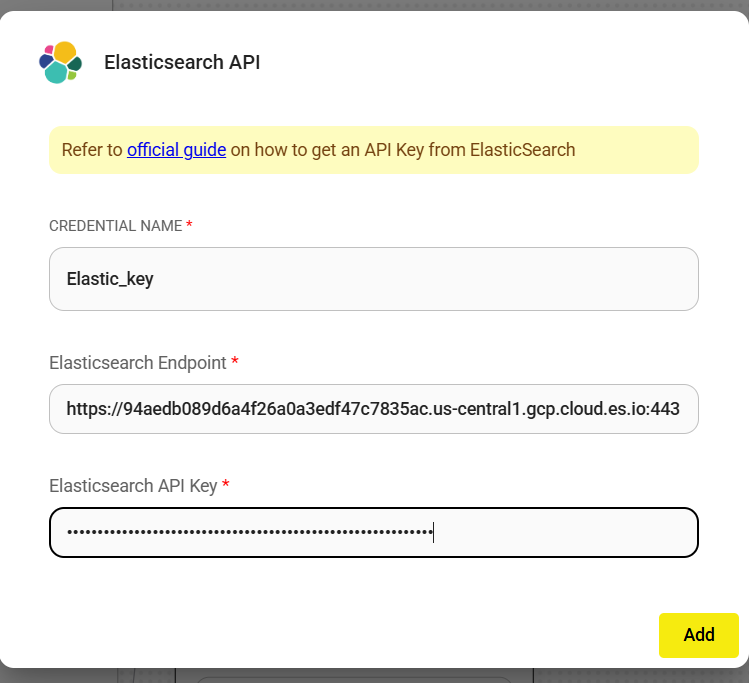 Elasticsearch API
Refer to official guide on how to get an API Key from ElasticSearch
CREDENTIAL NAME *
Elastic_key
Elasticsearch Endpoint *
https://94aedb089d6a4f26a0a3edf47c7835ac.us-central1.gcp.cloud.es.io:443
Elasticsearch API Key *
••••••••••••••••••••••••••••••••••••••••••••••••••••••••••••
Add